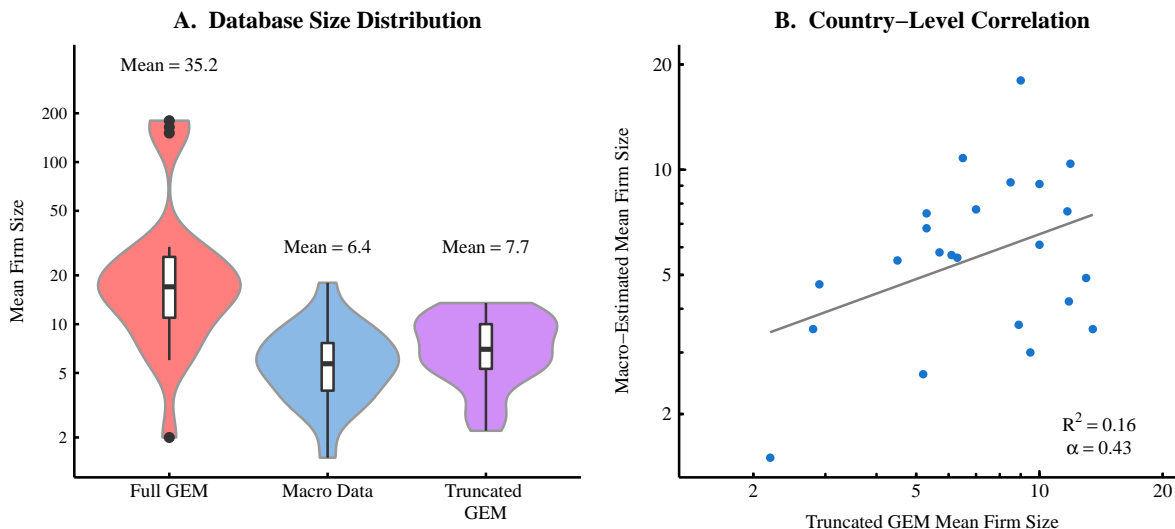 A.  Database Size Distribution
Mean Firm Size
200
100
50
20
10
5
2
Mean = 35.2
Mean = 6.4
Mean = 7.7
Full GEM
Macro Data
Truncated
GEM
B.  Country−Level Correlation
Macro−Estimated Mean Firm Size
20
10
5
2
R² = 0.16
α = 0.43
2
5
10
20
Truncated GEM Mean Firm Size